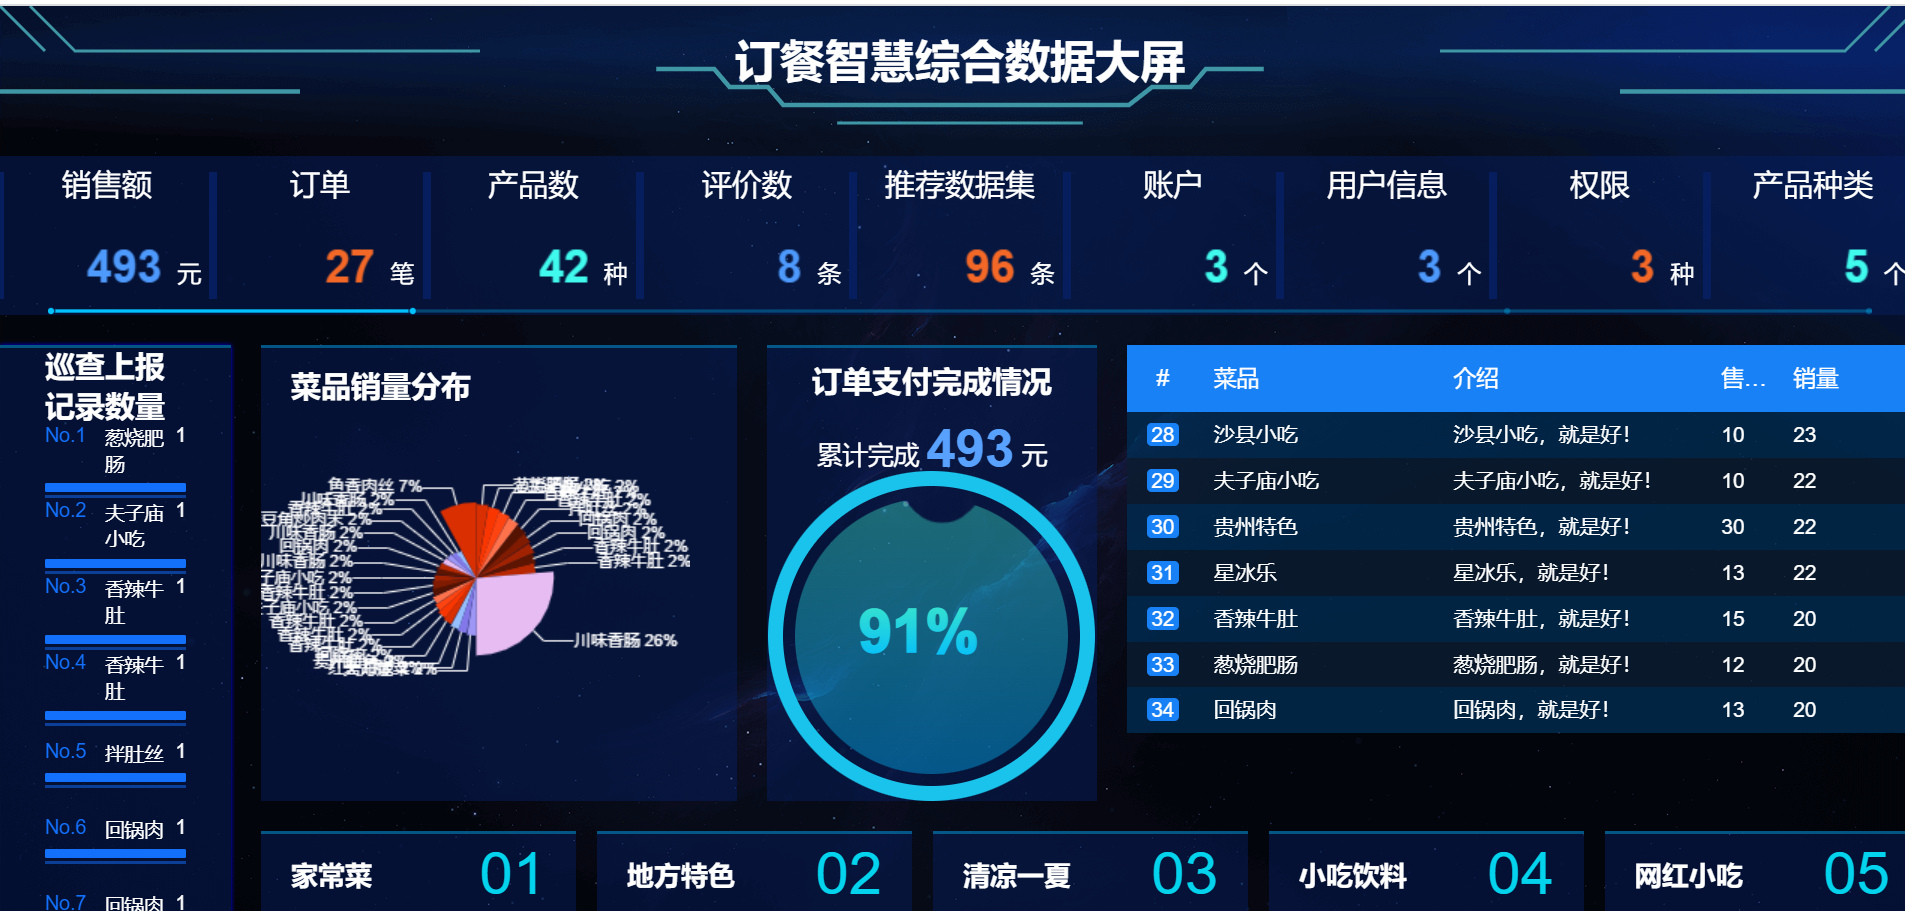 订餐智慧综合数据大屏
销售额 订单 产品数 评价数 推荐数据集 账户 用户信息 权限 产品种类
493 元 27 笔 42 种 8 条 96 条 3 个 3 个 3 种 5 个
巡查上报
记录数量
No.1 葱烧肥肠 1
No.2 夫子庙小吃 1
No.3 香辣牛肚 1
No.4 香辣牛肚 1
No.5 拌肚丝 1
No.6 回锅肉 1
No.7 回锅肉 1
菜品销量分布
鱼香肉丝 7%
川味香肠 2%
香辣牛肚 2%
豆角炒肉末 2%
川味香肠 2%
回锅肉 2%
川味香肠 2%
子庙小吃 2%
香辣牛肚 2%
子庙小吃 2%
香辣牛肚 2%
香辣牛肚 2%
回锅肉 2%
回锅肉 2%
香辣牛肚 2%
香辣牛肚 2%
川味香肠 26%
订单支付完成情况
累计完成 493 元
91%
# 菜品 介绍 售... 销量
28 沙县小吃 沙县小吃，就是好！ 10 23
29 夫子庙小吃 夫子庙小吃，就是好！ 10 22
30 贵州特色 贵州特色，就是好！ 30 22
31 星冰乐 星冰乐，就是好！ 13 22
32 香辣牛肚 香辣牛肚，就是好！ 15 20
33 葱烧肥肠 葱烧肥肠，就是好！ 12 20
34 回锅肉 回锅肉，就是好！ 13 20
家常菜 01
地方特色 02
清凉一夏 03
小吃饮料 04
网红小吃 05